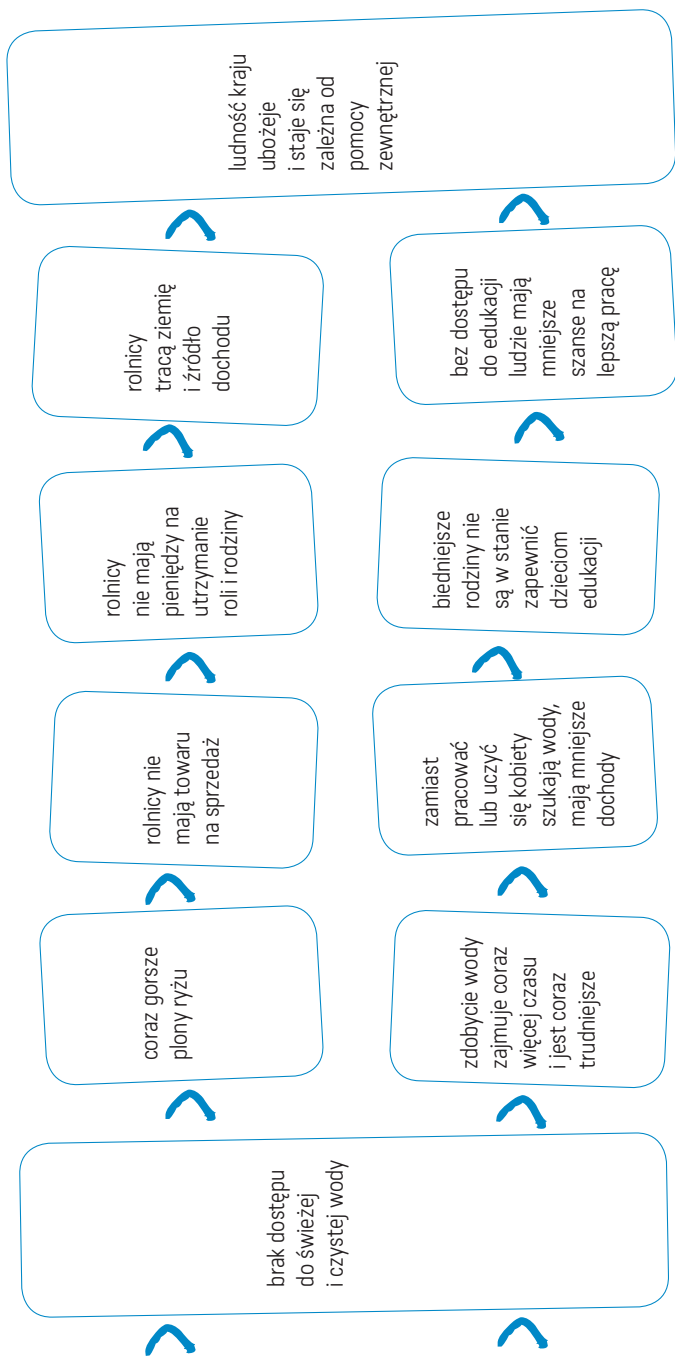 brak dostępu
do świeżej
i czystej wody
coraz gorsze
plony ryżu
rolnicy nie
mają towaru
na sprzedaż
rolnicy
nie mają
pieniędzy na
utrzymanie
roli i rodziny
rolnicy
tracą ziemię
i źródło
dochodu
zdobycie wody
zajmuje coraz
więcej czasu
i jest coraz
trudniejsze
zamiast
pracować
lub uczyć
się kobiety
szukają wody,
mają mniejsze
dochody
biedniejsze
rodziny nie
są w stanie
zapewnić
dzieciom
edukacji
bez dostępu
do edukacji
ludzie mają
mniejsze
szanse na
lepszą pracę
ludność kraju
ubożeje
i staje się
zależna od
pomocy
zewnętrznej